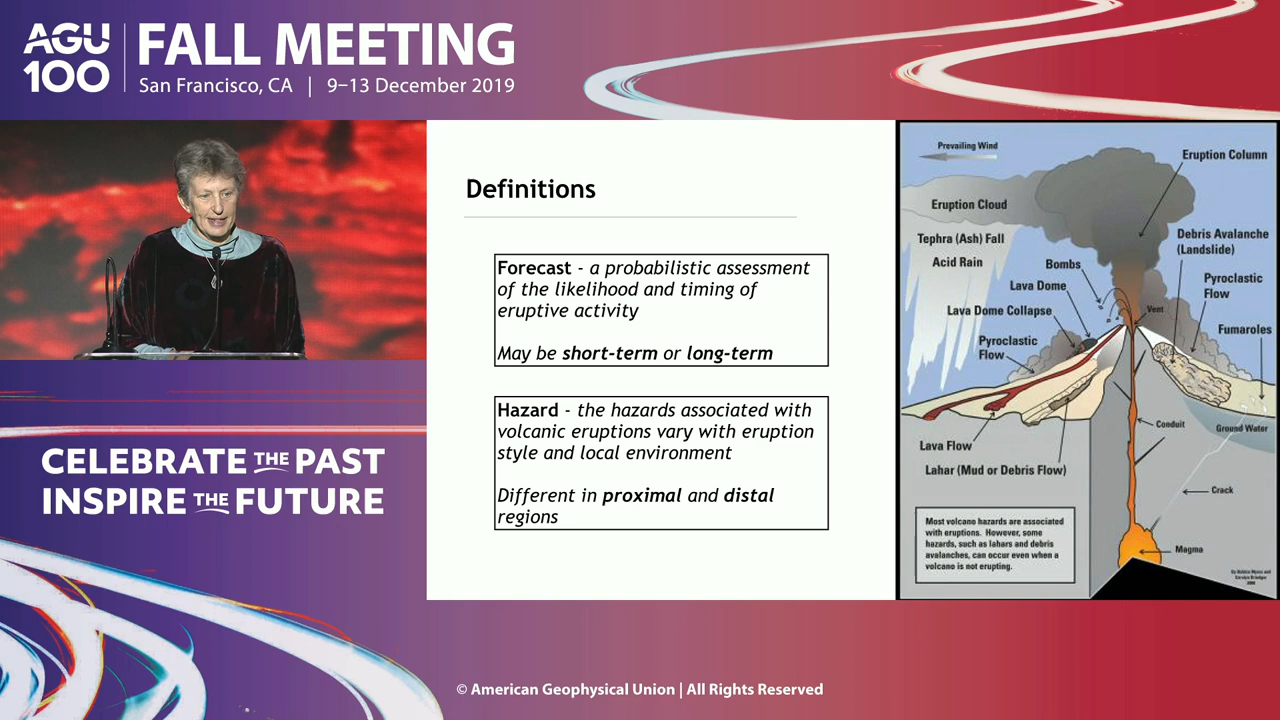 AGU
100
FALL MEETING
San Francisco, CA | 9–13 December 2019
Definitions
Forecast - a probabilistic assessment
of the likelihood and timing of
eruptive activity
May be short-term or long-term
Hazard - the hazards associated with
volcanic eruptions vary with eruption
style and local environment
Different in proximal and distal
regions
Prevailing Wind
Eruption Column
Eruption Cloud
Tephra (Ash) Fall
Acid Rain
Debris Avalanche
(Landslide)
Bombs
Lava Dome
Pyroclastic
Flow
Lava Dome Collapse
Vent
Fumaroles
Pyroclastic
Flow
Conduit
Ground Water
Lava Flow
Lahar (Mud or Debris Flow)
Crack
Magma
Most volcano hazards are associated
with eruptions. However, some
hazards, such as lahars and debris
avalanches, can occur even when a
volcano is not erupting.
CELEBRATE THE PAST
INSPIRE THE FUTURE
© American Geophysical Union | All Rights Reserved